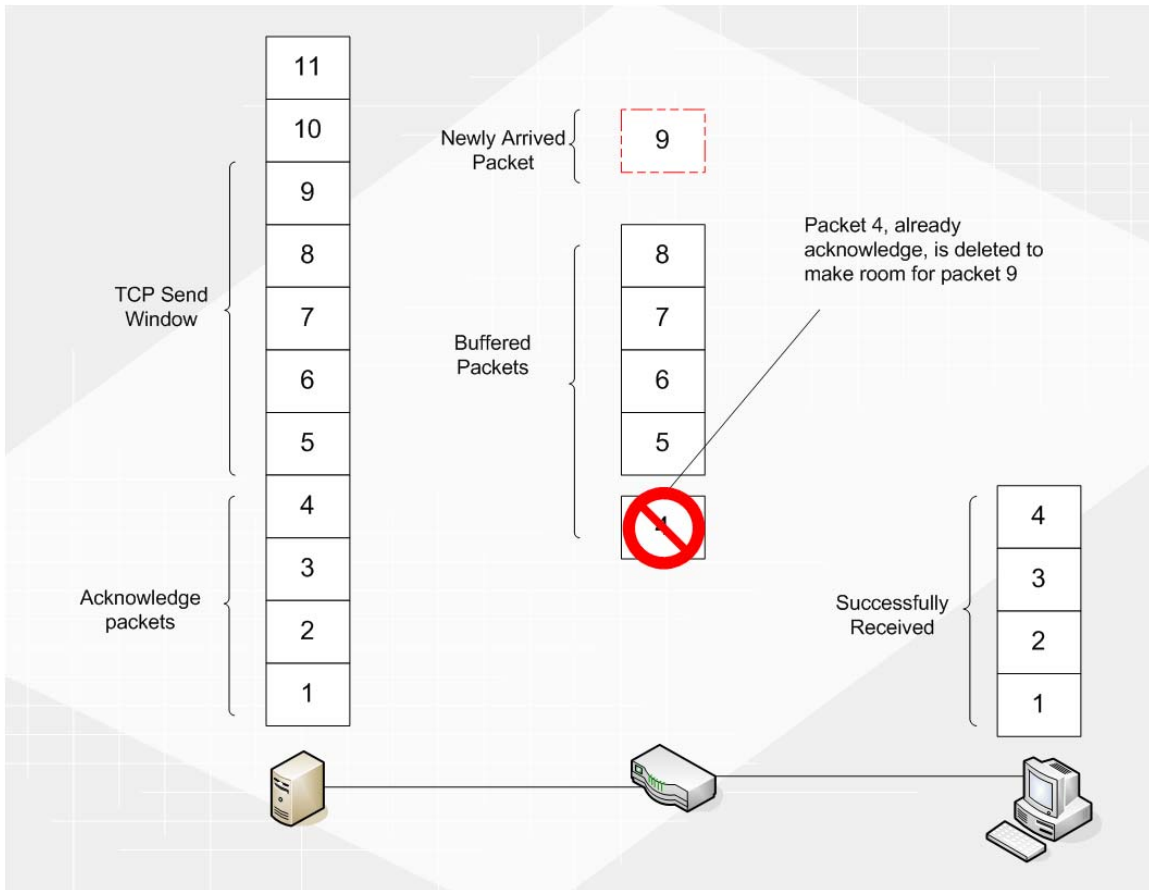 11
10
9
8
7
6
5
4
3
2
1
TCP Send
Window
Acknowledge
packets
Newly Arrived
Packet
9
Buffered
Packets
8
7
6
5
4
Packet 4, already
acknowledge, is deleted to
make room for packet 9
Successfully
Received
4
3
2
1